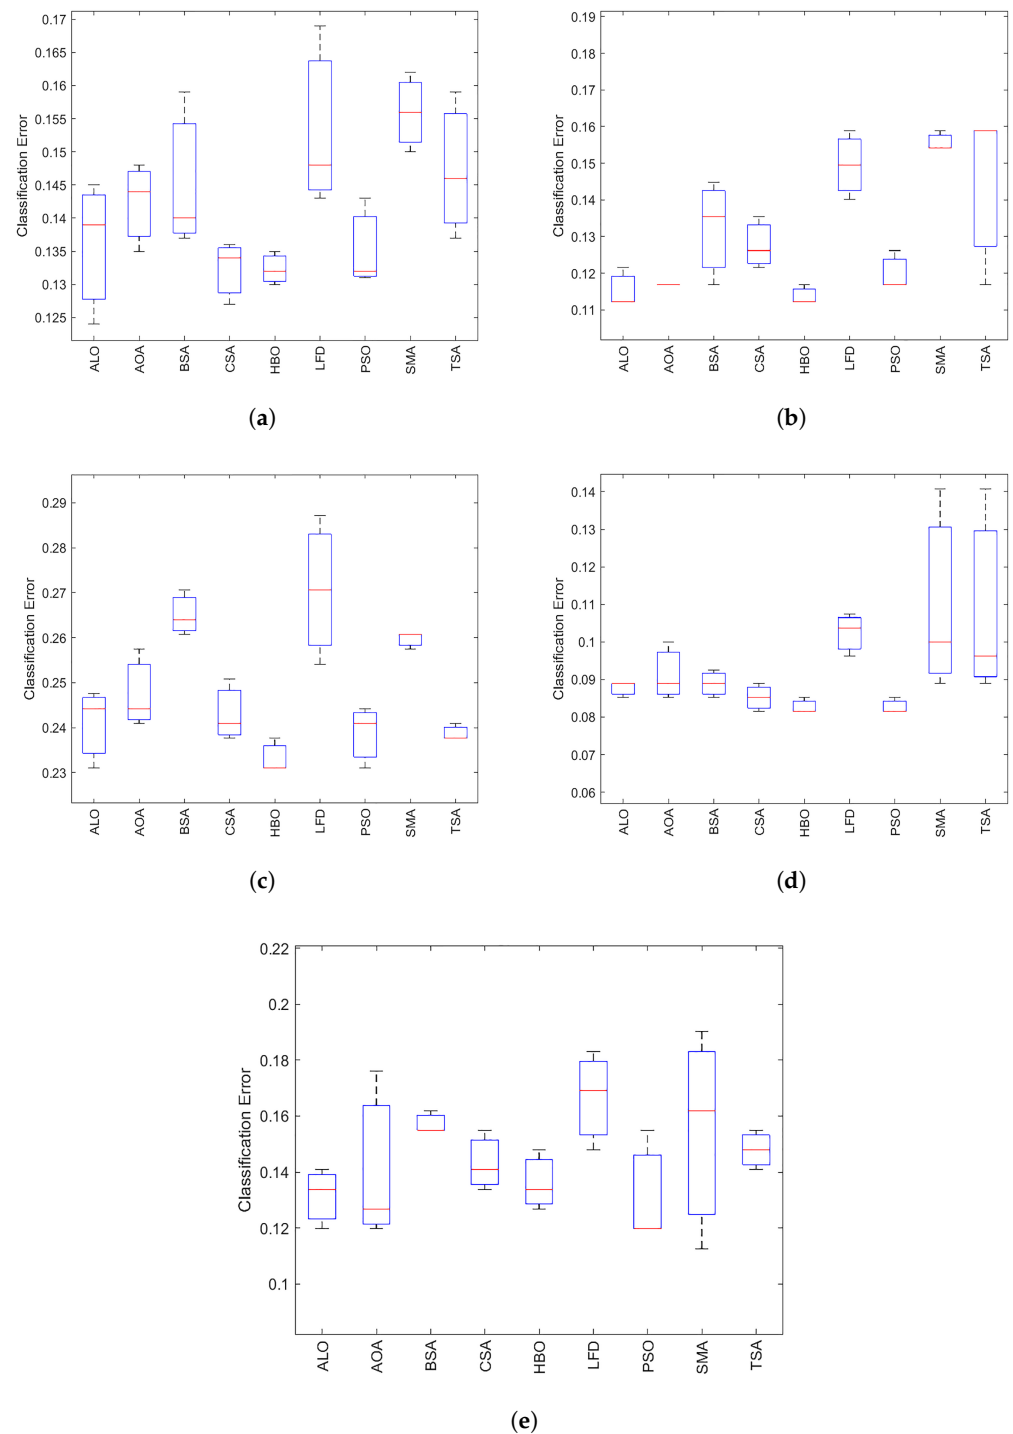 0.17
0.165
0.16
0.155
0.15
0.145
0.14
0.135
0.13
0.125
Classification Error
ALO AOA BSA CSA HBO LFD PSO SMA TSA
(a)
0.19
0.18
0.17
0.16
0.15
0.14
0.13
0.12
0.11
Classification Error
ALO AOA BSA CSA HBO LFD PSO SMA TSA
(b)
0.29
0.28
0.27
0.26
0.25
0.24
0.23
Classification Error
ALO AOA BSA CSA HBO LFD PSO SMA TSA
(c)
0.14
0.13
0.12
0.11
0.1
0.09
0.08
0.07
0.06
Classification Error
ALO AOA BSA CSA HBO LFD PSO SMA TSA
(d)
0.22
0.2
0.18
0.16
0.14
0.12
0.1
Classification Error
ALO AOA BSA CSA HBO LFD PSO SMA TSA
(e)